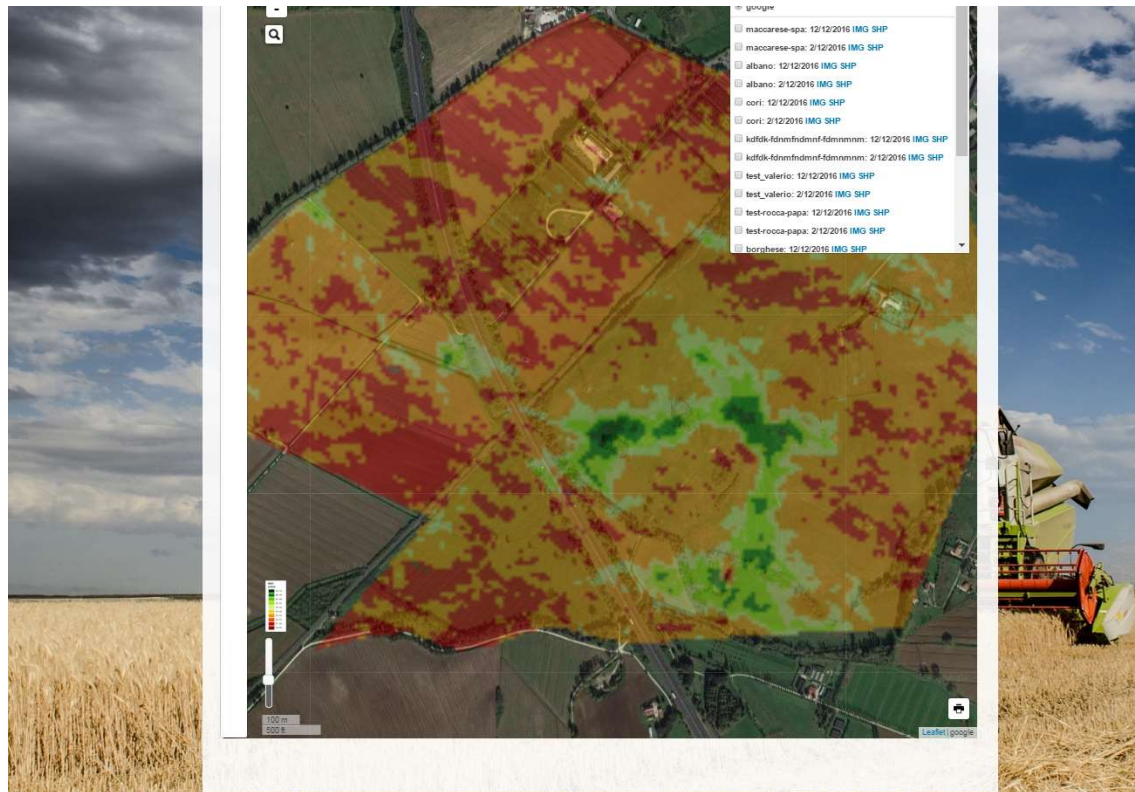 -
google
maccarese-spa: 12/12/2016 IMG SHP
maccarese-spa: 2/12/2016 IMG SHP
albano: 12/12/2016 IMG SHP
albano: 2/12/2016 IMG SHP
cori: 12/12/2016 IMG SHP
cori: 2/12/2016 IMG SHP
kdfdk-fdnmfndmnf-fdmnmnm: 12/12/2016 IMG SHP
kdfdk-fdnmfndmnf-fdmnmnm: 2/12/2016 IMG SHP
test_valerio: 12/12/2016 IMG SHP
test_valerio: 2/12/2016 IMG SHP
test-rocca-papa: 12/12/2016 IMG SHP
test-rocca-papa: 2/12/2016 IMG SHP
borghese: 12/12/2016 IMG SHP
100 m
500 ft
Leaflet | google